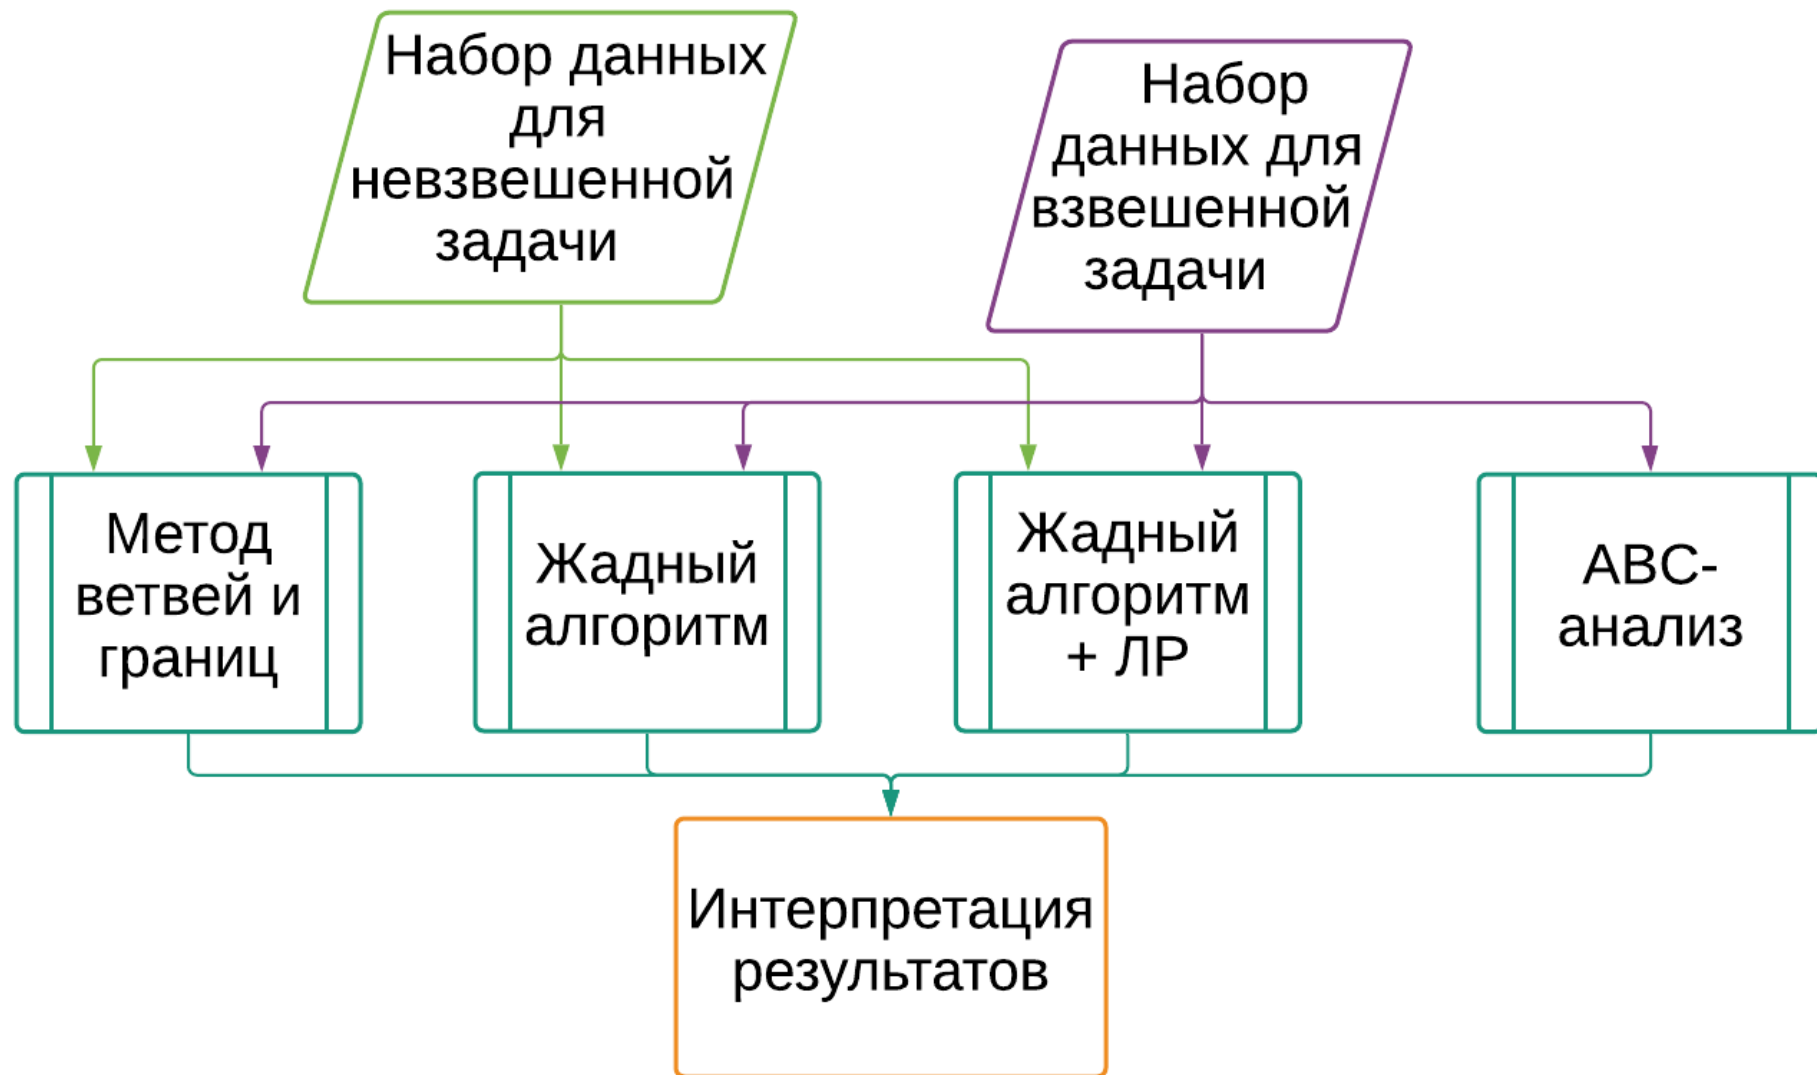 Набор данных
для
невзвешенной
задачи
Набор
данных для
взвешенной
задачи
Метод
ветвей и
границ
Жадный
алгоритм
Жадный
алгоритм
+ ЛР
ABC-
анализ
Интерпретация
результатов